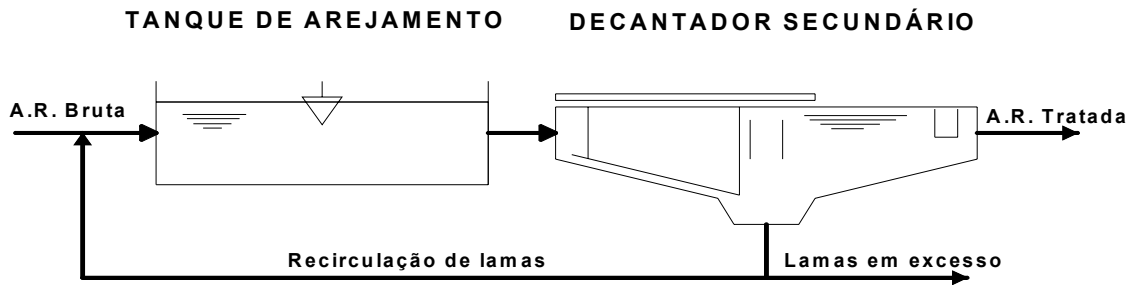 TANQUE DE AREJAMENTO
DECANTADOR SECUNDÁRIO
A.R. Bruta
A.R. Tratada
Recirculação de lamas
Lamas em excesso